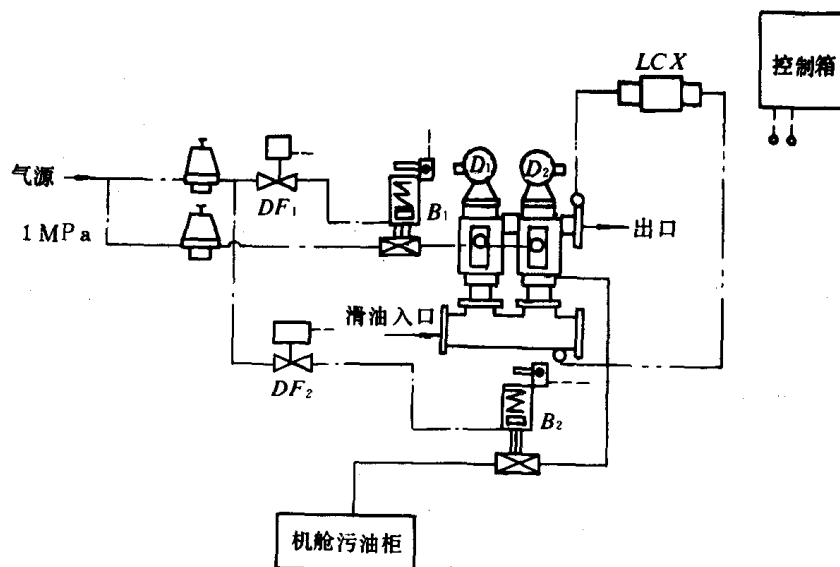 LCX
控制箱
气源
1 MPa
DF₁
B₁
D₁
D₂
出口
滑油入口
DF₂
B₂
机舱污油柜